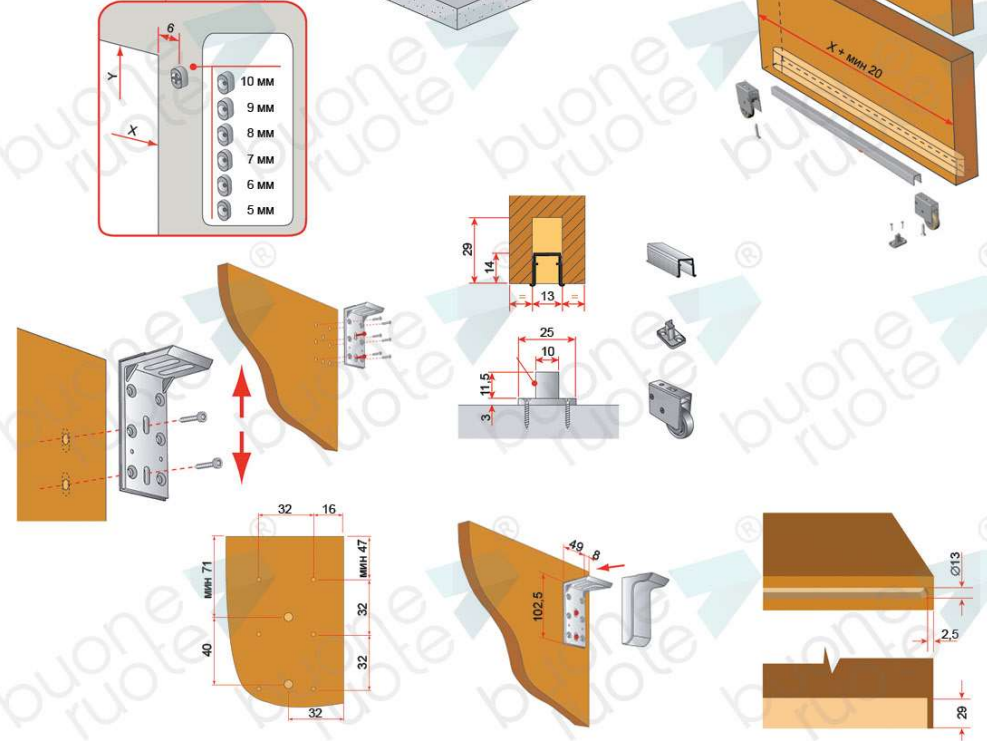 6
Y
X
10 мм
9 мм
8 мм
7 мм
6 мм
5 мм
X + мин 20
29
14
= 13 =
25
10
11,5
3
32 16
мин 71
мин 47
32
40
32
32
49 8
102,5
Ø13
2,5
29
buone ruote ®